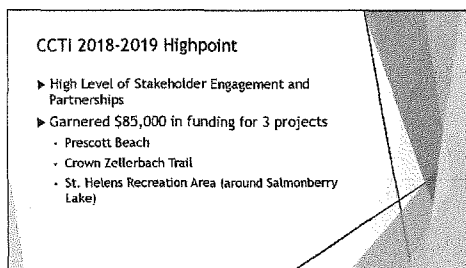 CCTI 2018-2019 Highpoint
▶ High Level of Stakeholder Engagement and
Partnerships
▶ Garnered $85,000 in funding for 3 projects
• Prescott Beach
• Crown Zellerbach Trail
• St. Helens Recreation Area (around Salmonberry
Lake)